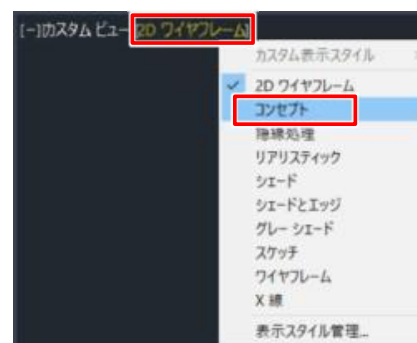 [-]カスタム ビュー [2D ワイヤフレーム]
カスタム表示スタイル
2D ワイヤフレーム
コンセプト
隠線処理
リアリスティック
シェード
シェードとエッジ
グレー シェード
スケッチ
ワイヤフレーム
X 線
表示スタイル管理...